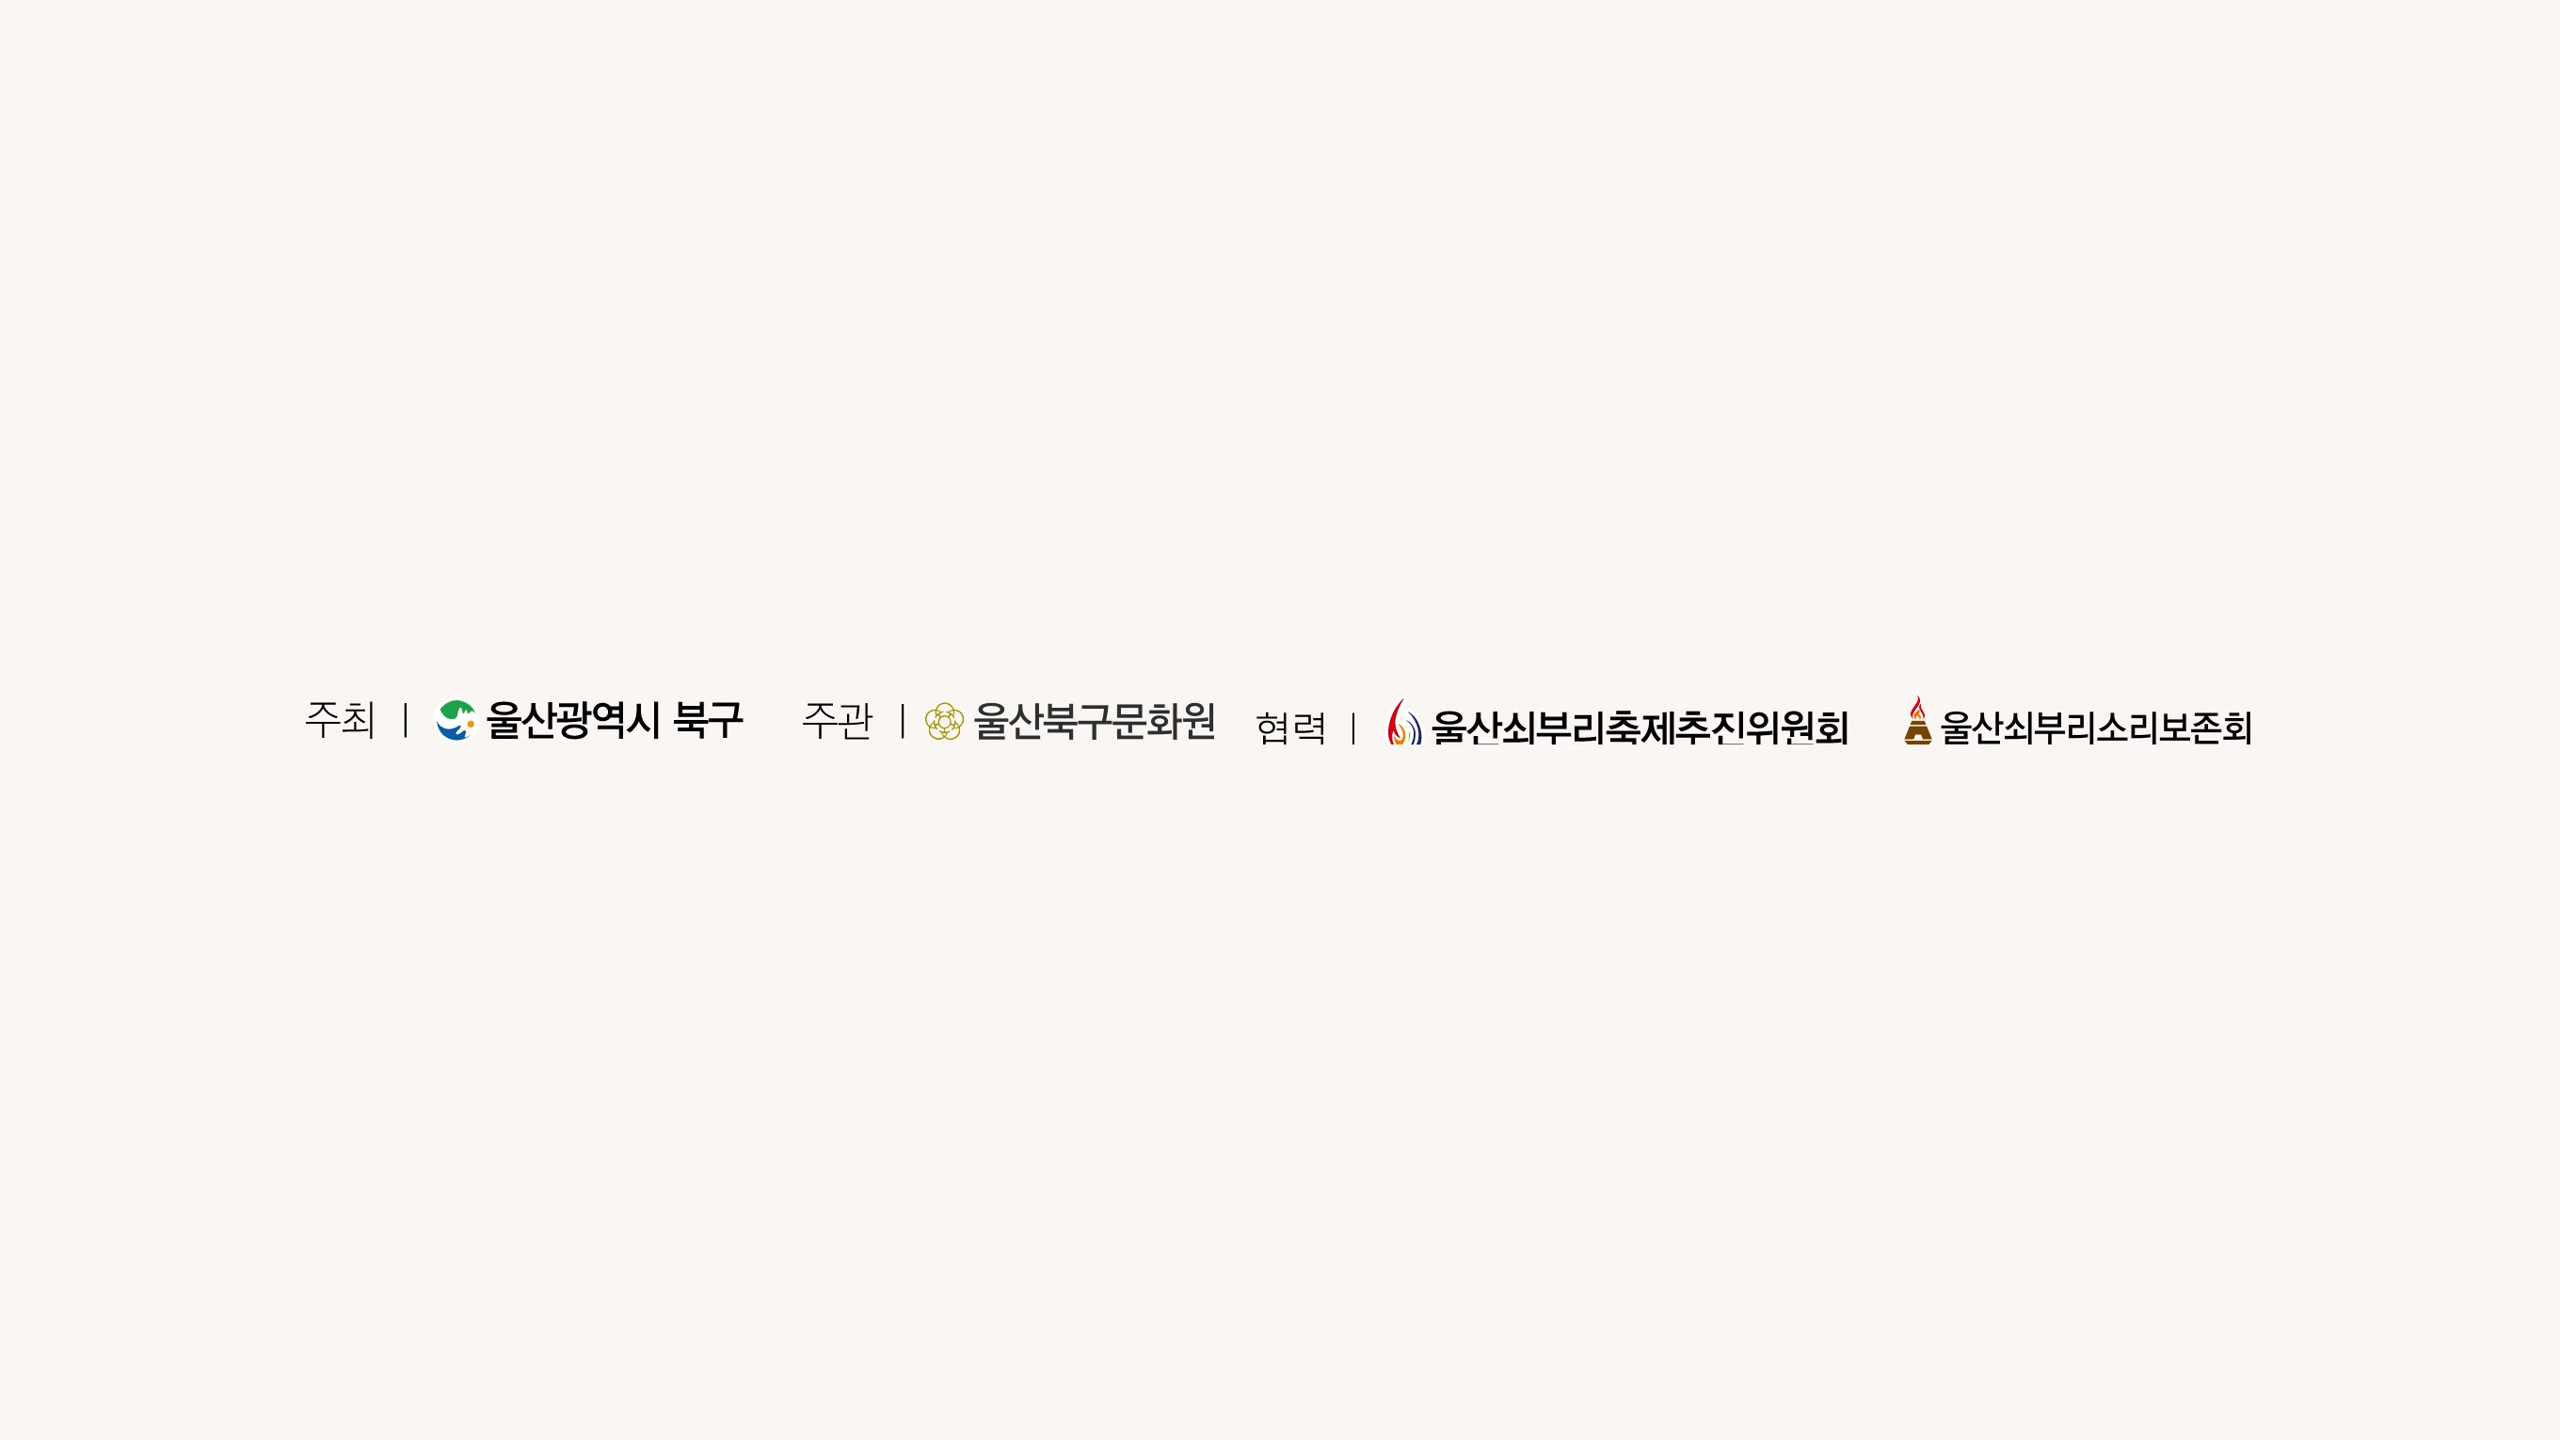 주최 | 울산광역시 북구 주관 | 울산북구문화원 협력 | 울산쇠부리축제추진위원회 울산쇠부리소리보존회